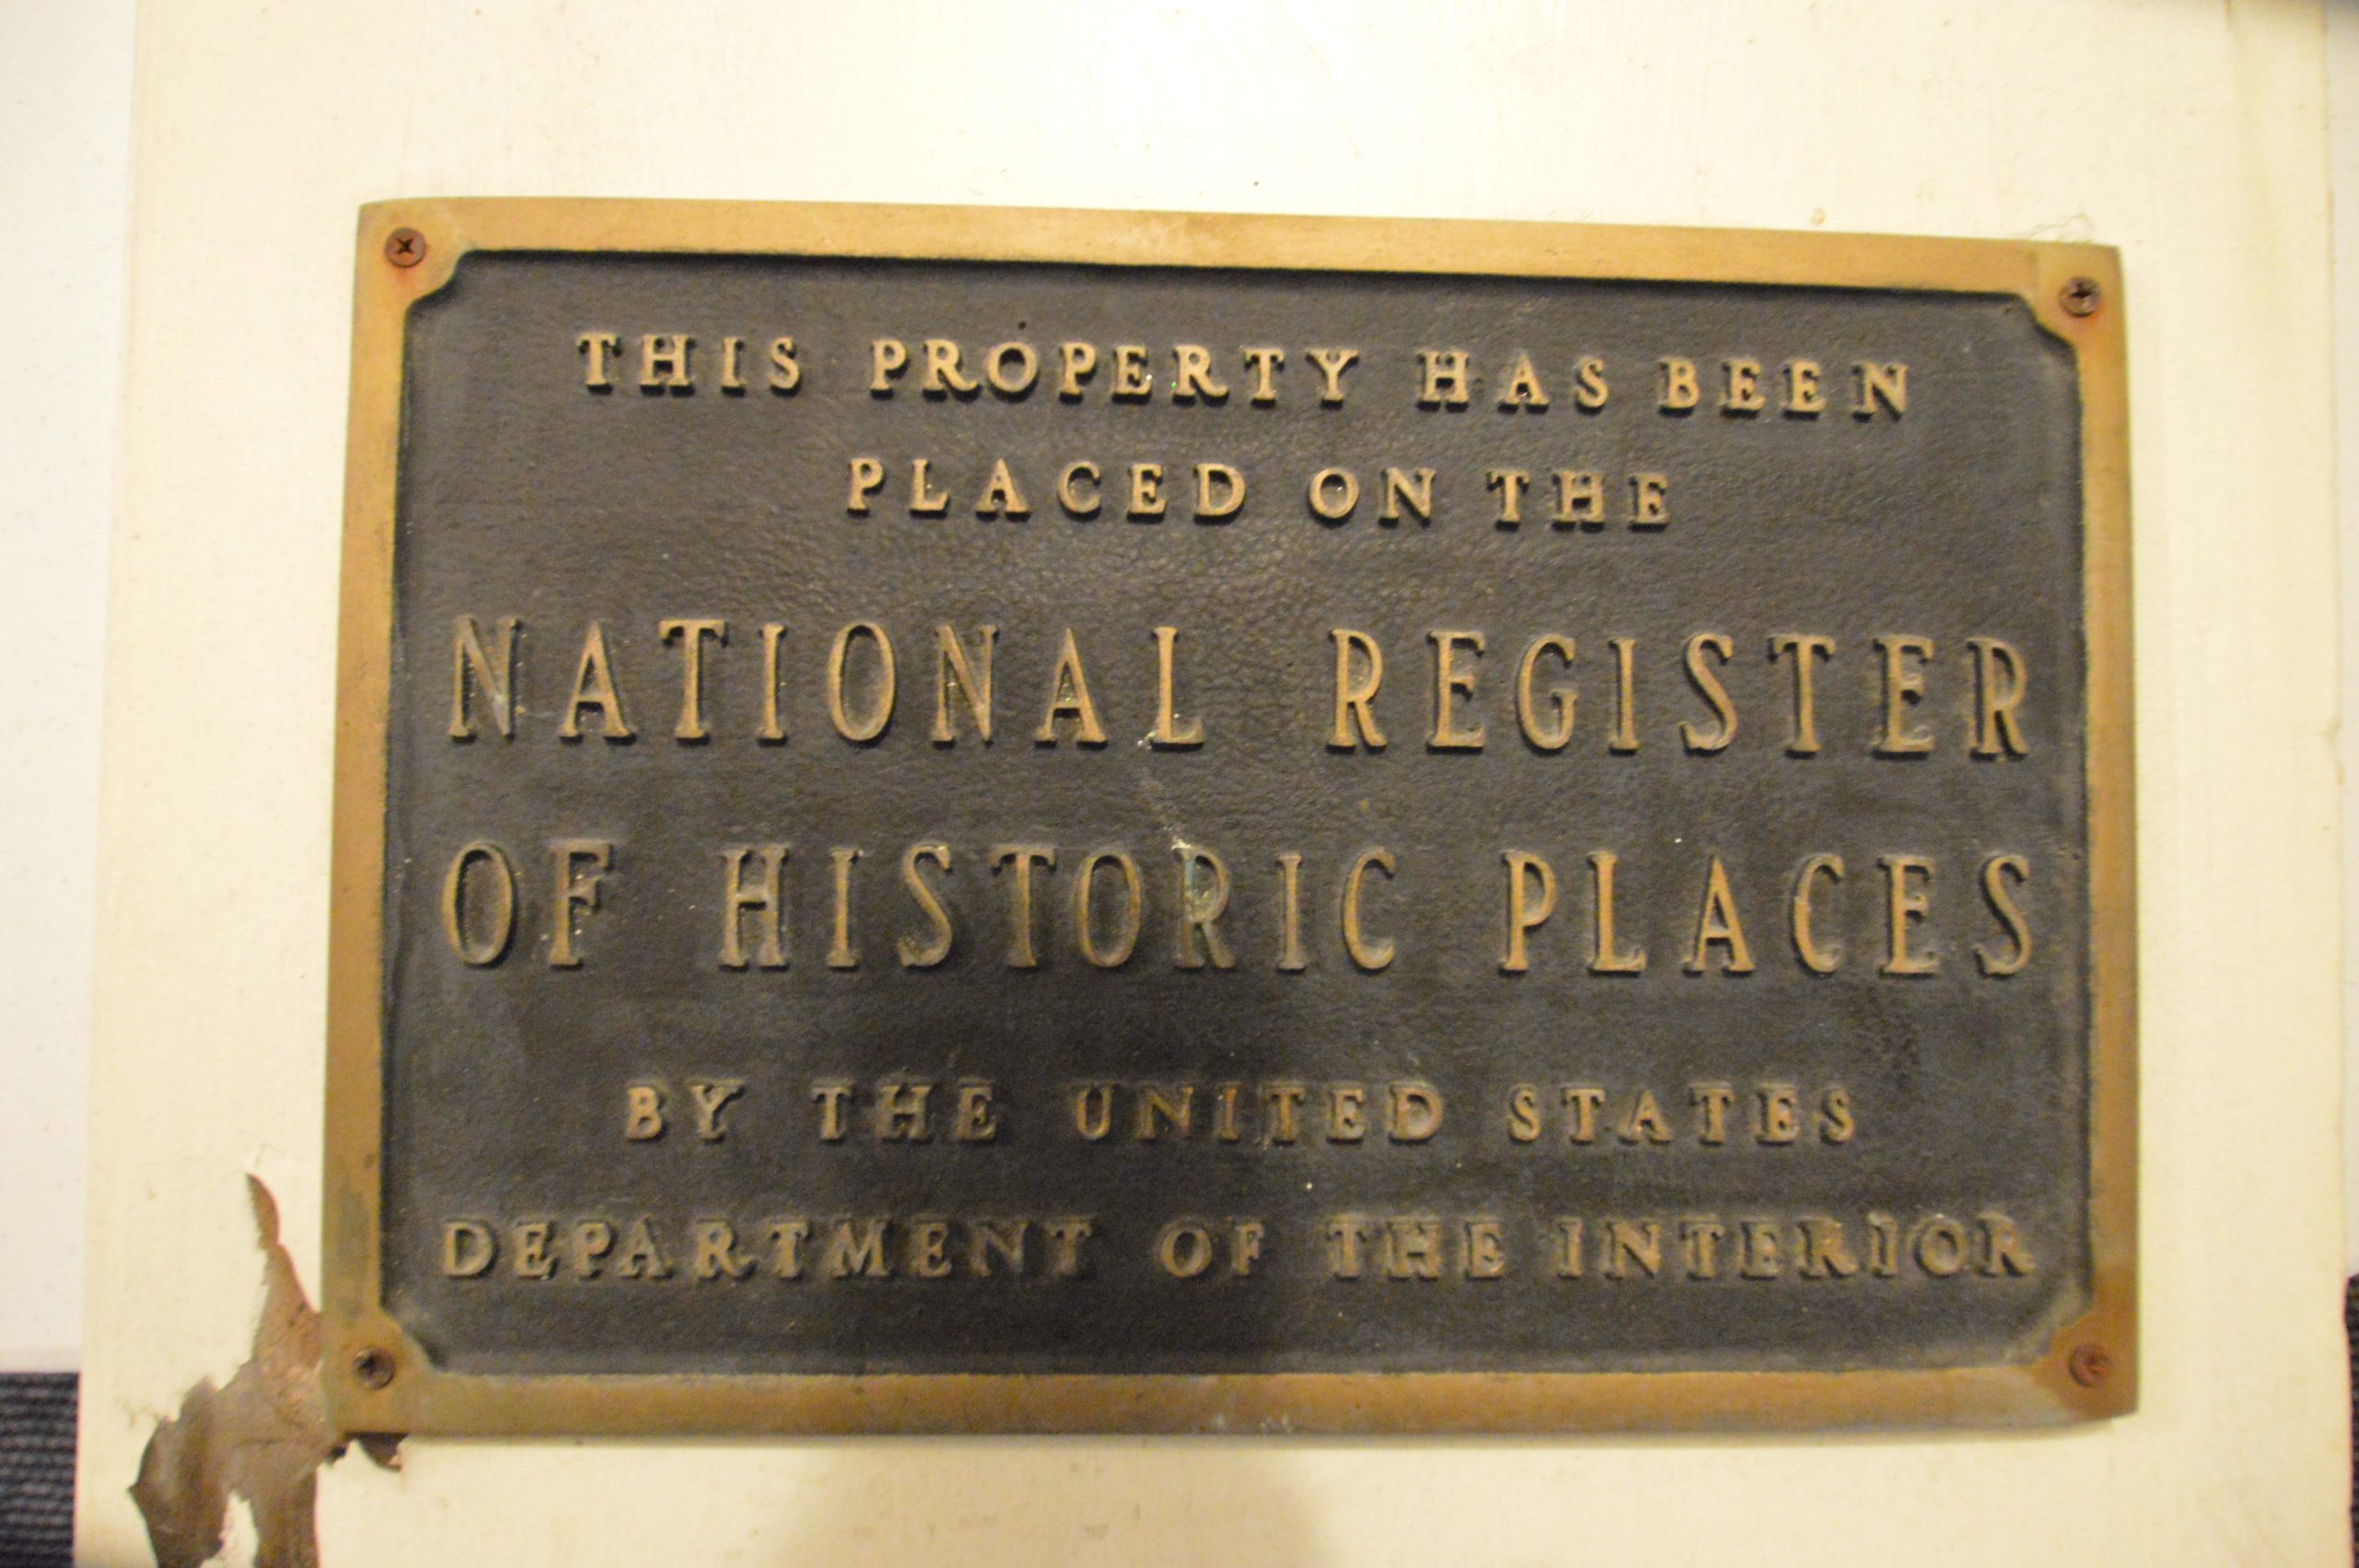 THIS PROPERTY HAS BEEN
PLACED ON THE
NATIONAL REGISTER
OF HISTORIC PLACES
BY THE UNITED STATES
DEPARTMENT OF THE INTERIOR